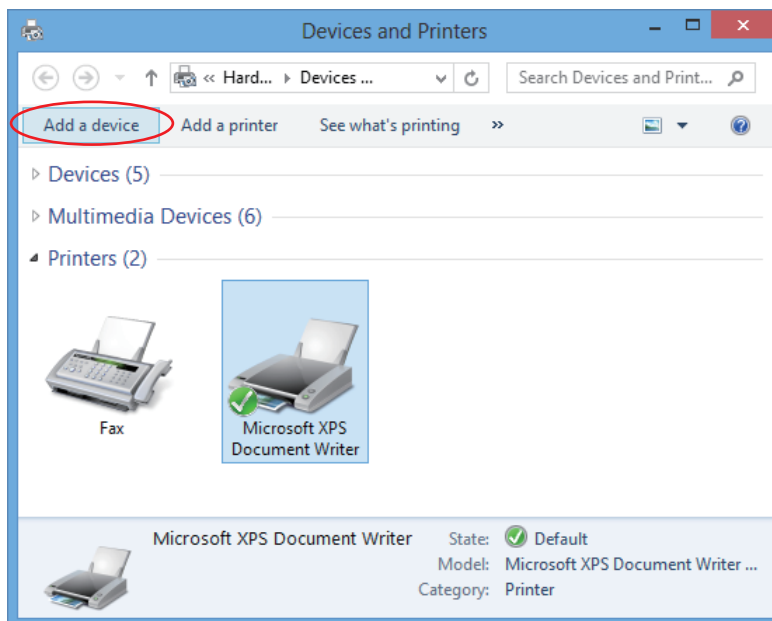 Devices and Printers
« Hard... Devices ... Search Devices and Print...
Add a device Add a printer See what's printing »
Devices (5)
Multimedia Devices (6)
Printers (2)
Fax
Microsoft XPS
Document Writer
Microsoft XPS Document Writer State: Default
Model: Microsoft XPS Document Writer ...
Category: Printer